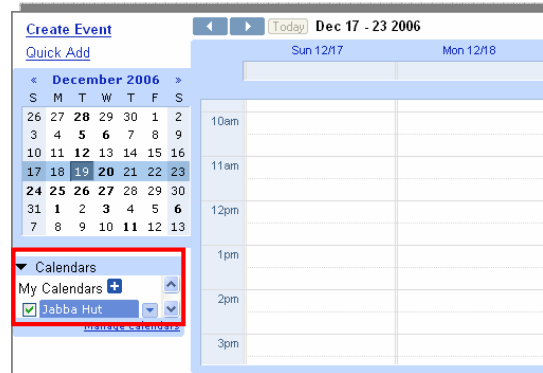 Create Event
Quick Add
« December 2006 »
S M T W T F S
26 27 28 29 30 1 2
3 4 5 6 7 8 9
10 11 12 13 14 15 16
17 18 19 20 21 22 23
24 25 26 27 28 29 30
31 1 2 3 4 5 6
7 8 9 10 11 12 13
Calendars
My Calendars
Jabba Hut
Manage Calendars
Today Dec 17 - 23 2006
Sun 12/17 Mon 12/18
10am
11am
12pm
1pm
2pm
3pm